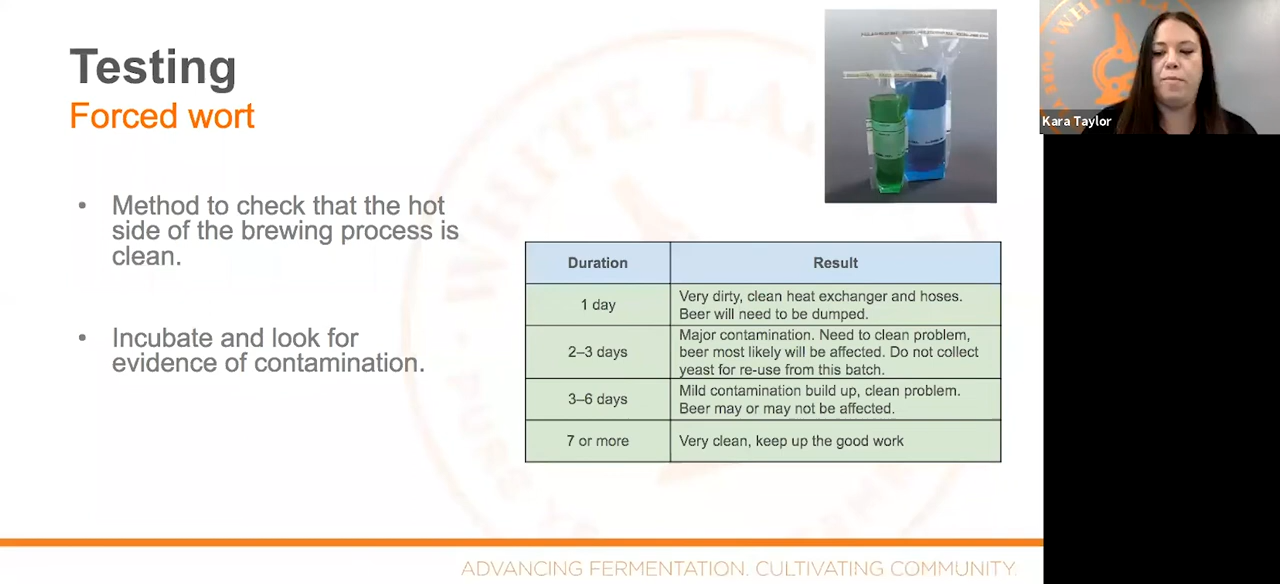 Testing
Forced wort
• Method to check that the hot
side of the brewing process is
clean.
• Incubate and look for
evidence of contamination.
Duration Result
1 day Very dirty, clean heat exchanger and hoses.
Beer will need to be dumped.
2–3 days Major contamination. Need to clean problem,
beer most likely will be affected. Do not collect
yeast for re-use from this batch.
3–6 days Mild contamination build up, clean problem.
Beer may or may not be affected.
7 or more Very clean, keep up the good work
Kara Taylor
WHITE LA
ADVANCING FERMENTATION. CULTIVATING COMMUNITY